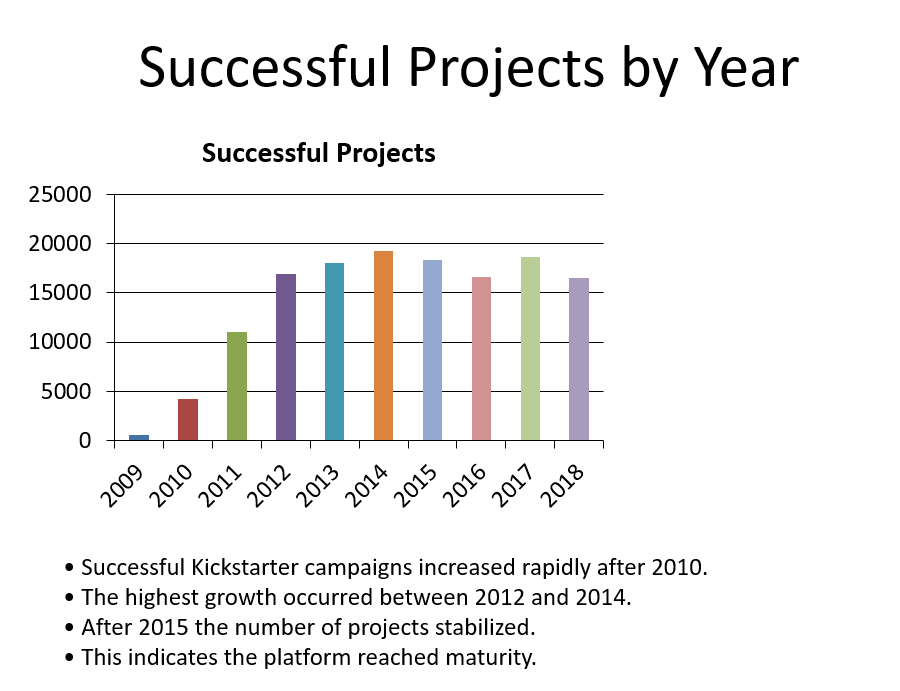 Successful Projects by Year
Successful Projects
25000
20000
15000
10000
5000
0
2009 2010 2011 2012 2013 2014 2015 2016 2017 2018
• Successful Kickstarter campaigns increased rapidly after 2010.
• The highest growth occurred between 2012 and 2014.
• After 2015 the number of projects stabilized.
• This indicates the platform reached maturity.